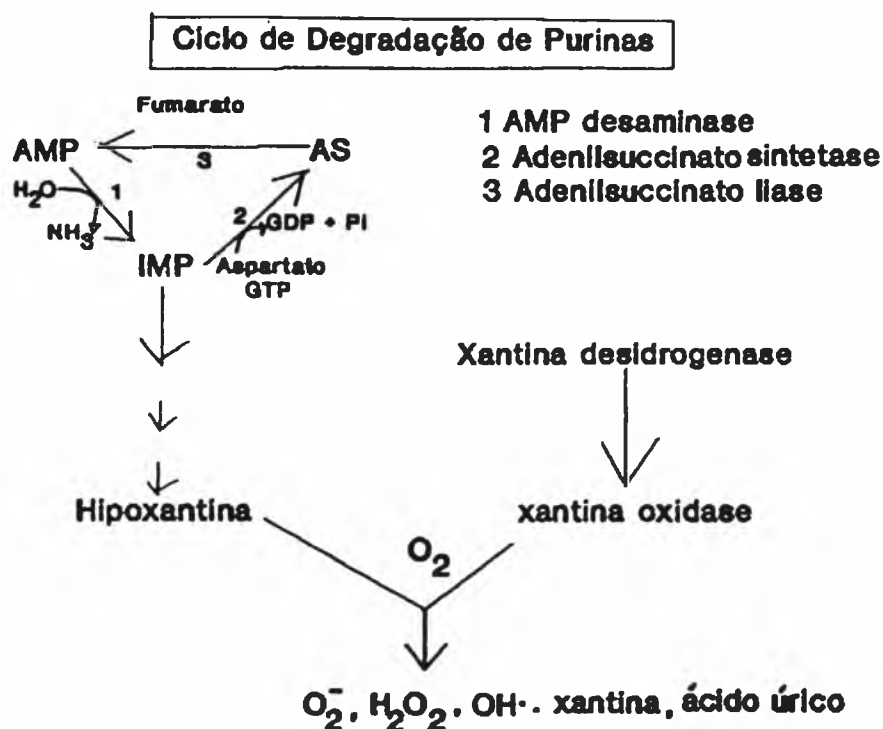 Ciclo de Degradação de Purinas
Fumarato
AMP
3
AS
H₂O
1
NH₃
2
GDP + Pi
IMP
Aspartato
GTP
1 AMP desaminase
2 Adenilsuccinato sintetase
3 Adenilsuccinato liase
Xantina desidrogenase
Hipoxantina
xantina oxidase
O₂
O₂⁻, H₂O₂, OH·. xantina, ácido úrico